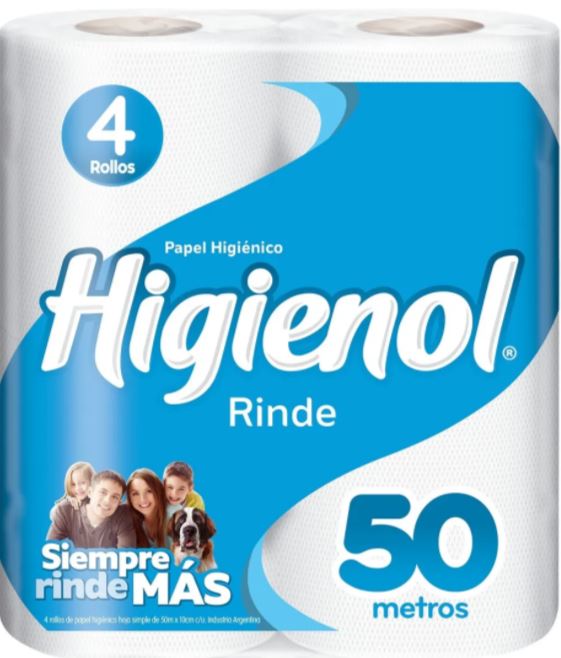 4
Rollos
Papel Higiénico
Higienol®
Rinde
Siempre
rinde MÁS
50
metros
4 rollos de papel higiénico hoja simple de 50m x 10cm c/u. Industria Argentina